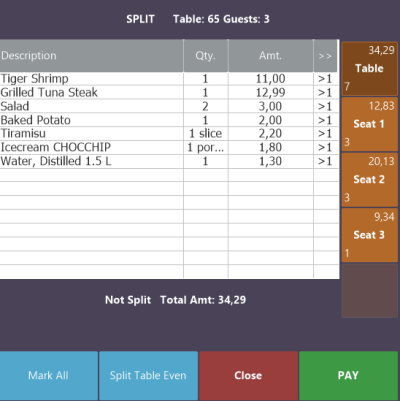 SPLIT Table: 65 Guests: 3
Description Qty. Amt. >>
Tiger Shrimp 1 11,00 >1
Grilled Tuna Steak 1 12,99 >1
Salad 2 3,00 >1
Baked Potato 1 2,00 >1
Tiramisu 1 slice 2,20 >1
Icecream CHOCCHIP 1 por... 1,80 >1
Water, Distilled 1.5 L 1 1,30 >1
34,29
Table
7
12,83
Seat 1
3
20,13
Seat 2
3
9,34
Seat 3
1
Not Split Total Amt: 34,29
Mark All Split Table Even Close PAY